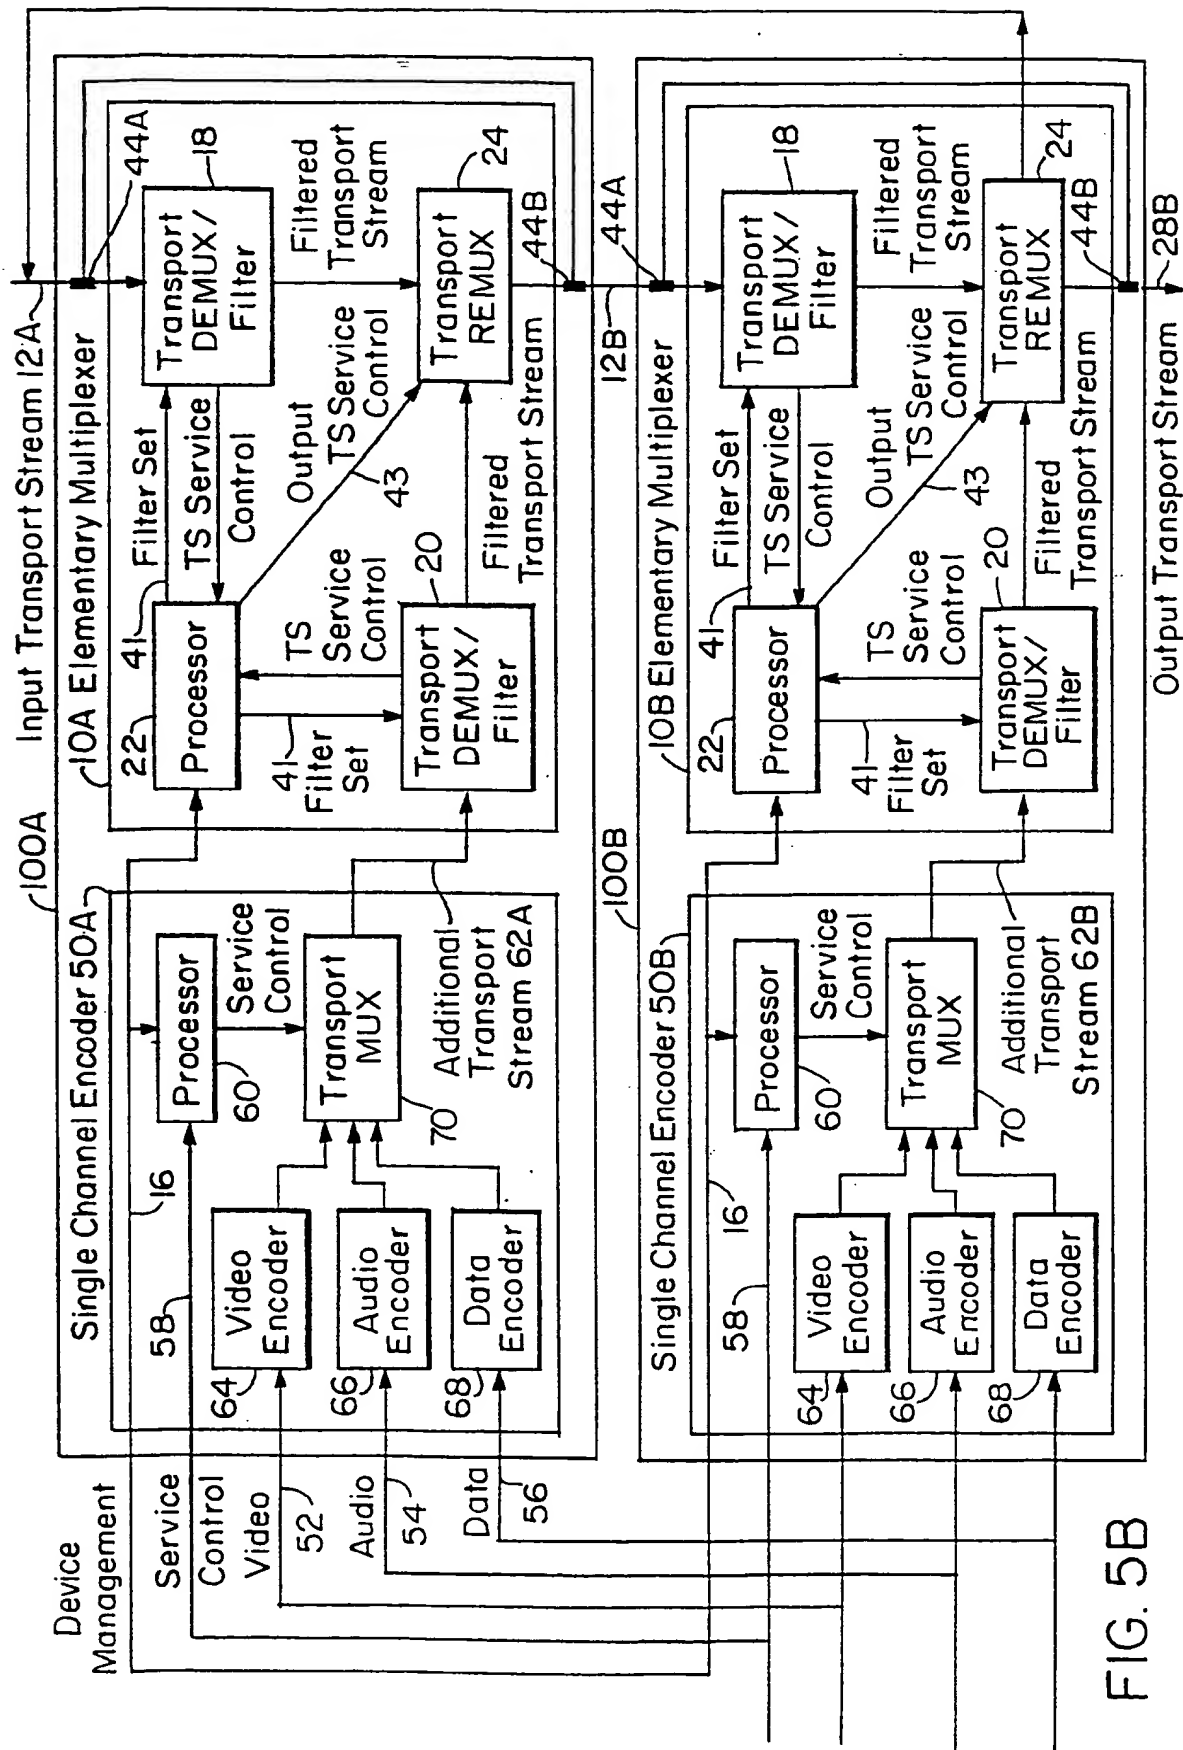 Input Transport Stream 12A
100A
10A Elementary Multiplexer
44A
Transport
DEMUX/
Filter
18
41
Filter Set
TS Service
Control
22
Processor
Filtered
Transport
Stream
Output
TS Service
Control
43
TS
Service
Control
41
Filter
Set
20
Transport
DEMUX/
Filter
Filtered
Transport Stream
24
Transport
REMUX
44B
Single Channel Encoder 50A
Processor
60
Service
Control
Transport
MUX
70
Additional
Transport
Stream 62A
16
58
Video
Encoder
64
Audio
Encoder
66
Data
Encoder
68
Device
Management
Service
Control
Video
52
Audio
54
Data
56
12B
44A
100B
10B Elementary Multiplexer
Transport
DEMUX/
Filter
18
41
Filter Set
TS Service
Control
22
Processor
Filtered
Transport
Stream
Output
TS Service
Control
43
TS
Service
Control
41
Filter
Set
20
Transport
DEMUX/
Filter
Filtered
Transport Stream
24
Transport
REMUX
44B
28B
Output Transport Stream
Single Channel Encoder 50B
Processor
60
Service
Control
Transport
MUX
70
Additional
Transport
Stream 62B
16
58
Video
Encoder
64
Audio
Encoder
66
Data
Encoder
68
FIG. 5B